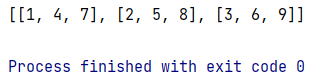 [[1, 4, 7], [2, 5, 8], [3, 6, 9]]
Process finished with exit code 0